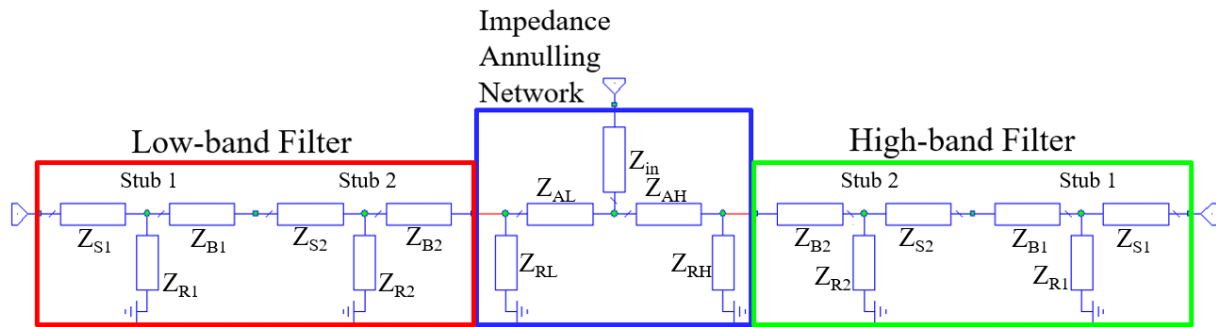 Impedance
Annulling
Network
Low-band Filter
High-band Filter
Stub 1
Stub 2
Stub 2
Stub 1
Z_in
Z_AL
Z_AH
Z_S1
Z_B1
Z_S2
Z_B2
Z_B2
Z_S2
Z_B1
Z_S1
Z_R1
Z_R2
Z_RL
Z_RH
Z_R2
Z_R1